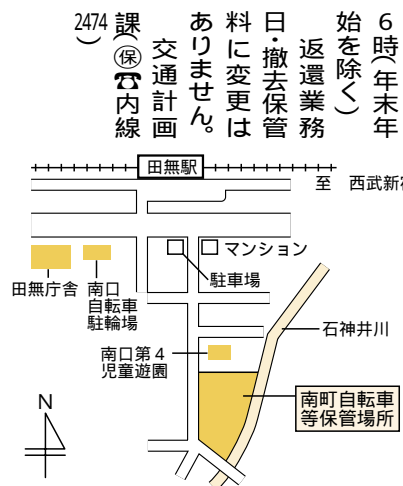 ６時（年末年
始を除く）
　返還業務
日・撤去保管
料に変更は
ありません。
　交通計画
課（㋭☎内線
2474）
田無駅
至　西武新宿
マンション
駐車場
田無庁舎
南口
自転車
駐輪場
石神井川
南口第４
児童遊園
南町自転車
等保管場所
N